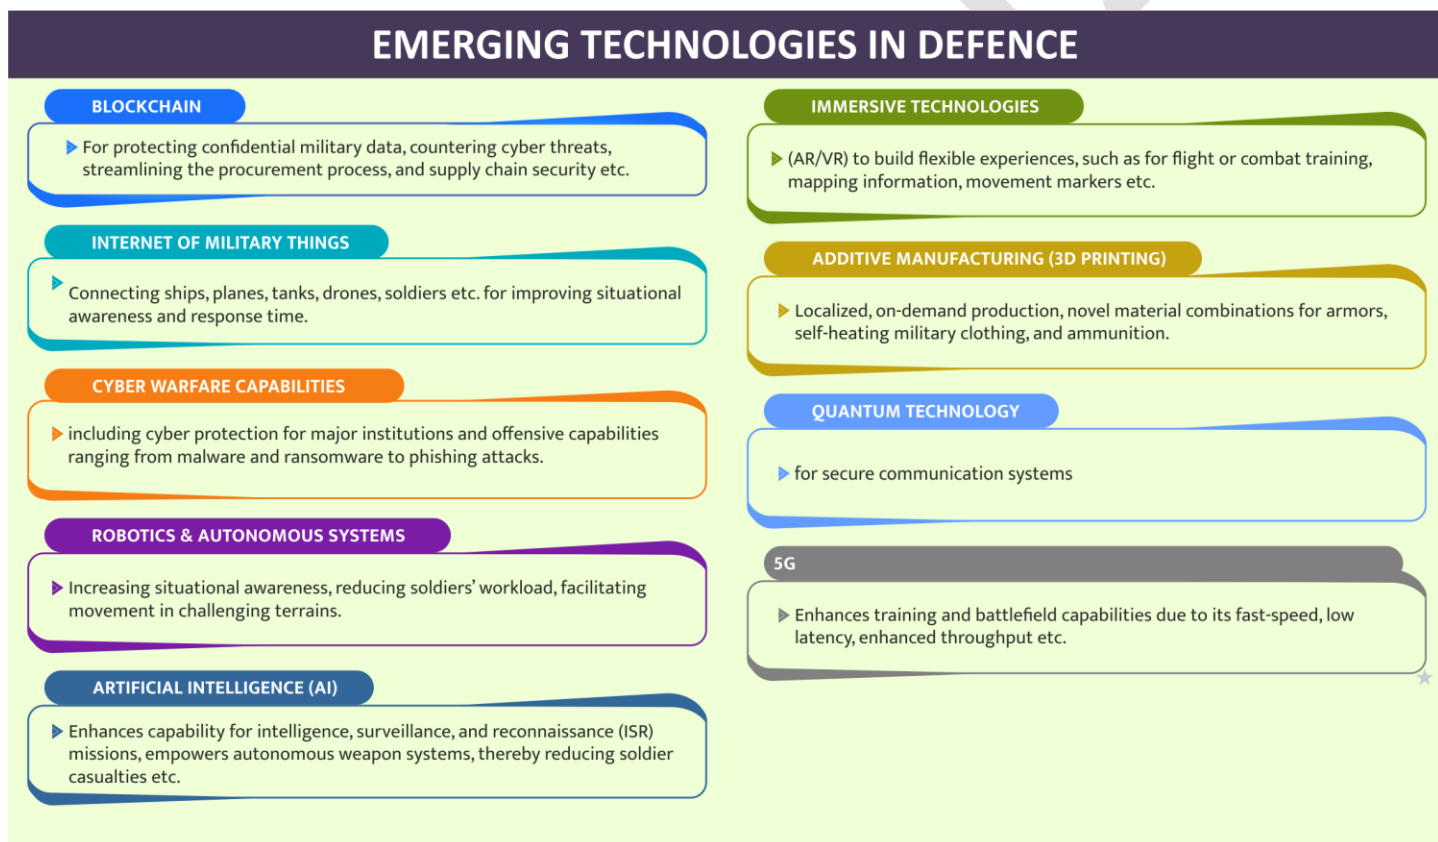 EMERGING TECHNOLOGIES IN DEFENCE
BLOCKCHAIN
For protecting confidential military data, countering cyber threats,
streamlining the procurement process, and supply chain security etc.
INTERNET OF MILITARY THINGS
Connecting ships, planes, tanks, drones, soldiers etc. for improving situational
awareness and response time.
CYBER WARFARE CAPABILITIES
including cyber protection for major institutions and offensive capabilities
ranging from malware and ransomware to phishing attacks.
ROBOTICS & AUTONOMOUS SYSTEMS
Increasing situational awareness, reducing soldiers’ workload, facilitating
movement in challenging terrains.
ARTIFICIAL INTELLIGENCE (AI)
Enhances capability for intelligence, surveillance, and reconnaissance (ISR)
missions, empowers autonomous weapon systems, thereby reducing soldier
casualties etc.
IMMERSIVE TECHNOLOGIES
(AR/VR) to build flexible experiences, such as for flight or combat training,
mapping information, movement markers etc.
ADDITIVE MANUFACTURING (3D PRINTING)
Localized, on-demand production, novel material combinations for armors,
self-heating military clothing, and ammunition.
QUANTUM TECHNOLOGY
for secure communication systems
5G
Enhances training and battlefield capabilities due to its fast-speed, low
latency, enhanced throughput etc.